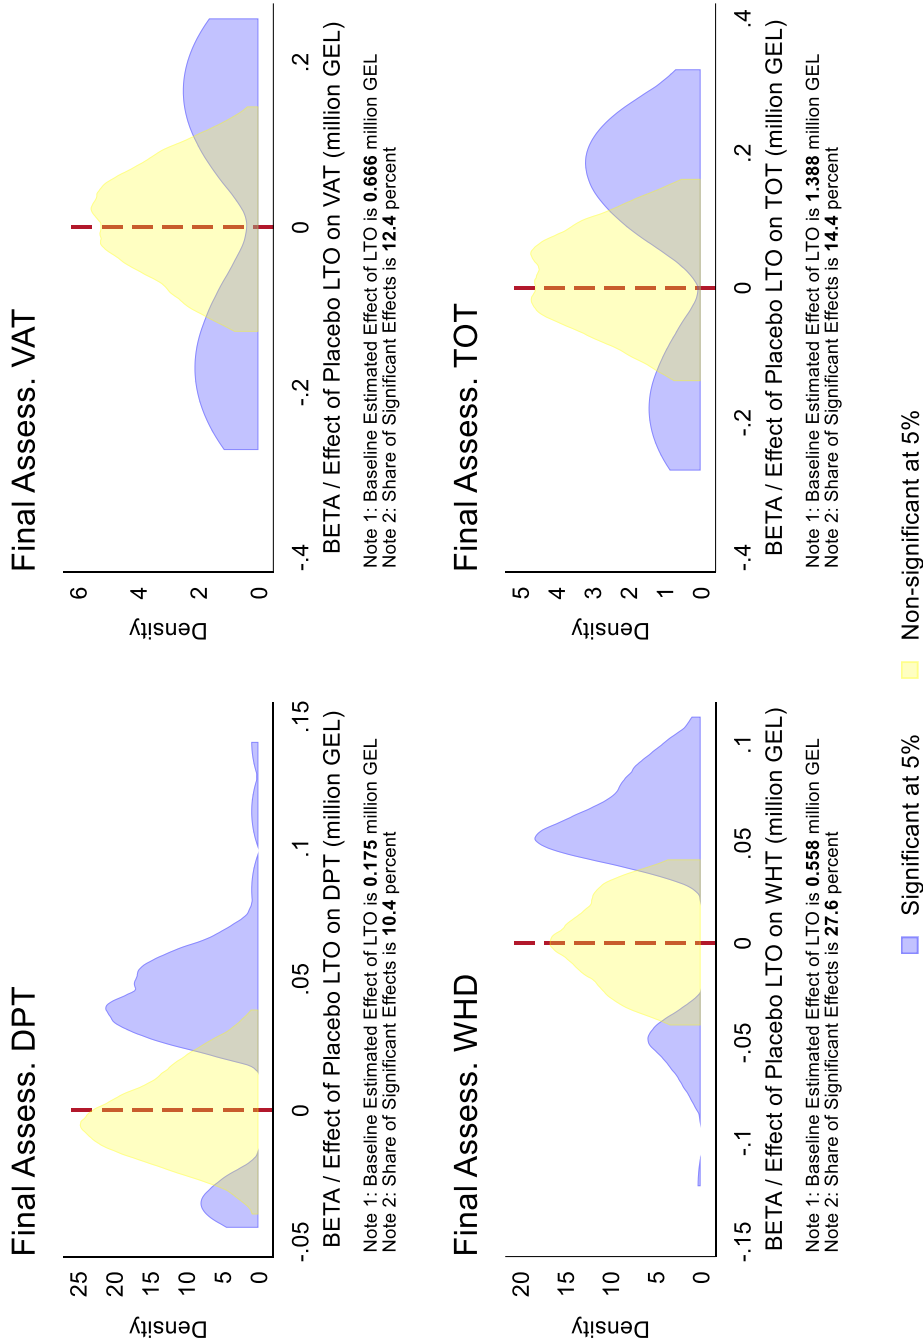 Final Assess. DPT
Density
25
20
15
10
5
0
-.05
0
.05
.1
.15
BETA / Effect of Placebo LTO on DPT (million GEL)
Note 1: Baseline Estimated Effect of LTO is 0.175 million GEL
Note 2: Share of Significant Effects is 10.4 percent
Final Assess. VAT
Density
6
4
2
0
-.4
-.2
0
.2
BETA / Effect of Placebo LTO on VAT (million GEL)
Note 1: Baseline Estimated Effect of LTO is 0.666 million GEL
Note 2: Share of Significant Effects is 12.4 percent
Final Assess. WHD
Density
20
15
10
5
0
-.15
-.1
-.05
0
.05
.1
BETA / Effect of Placebo LTO on WHT (million GEL)
Note 1: Baseline Estimated Effect of LTO is 0.558 million GEL
Note 2: Share of Significant Effects is 27.6 percent
Final Assess. TOT
Density
5
4
3
2
1
0
-.4
-.2
0
.2
.4
BETA / Effect of Placebo LTO on TOT (million GEL)
Note 1: Baseline Estimated Effect of LTO is 1.388 million GEL
Note 2: Share of Significant Effects is 14.4 percent
Significant at 5%
Non-significant at 5%